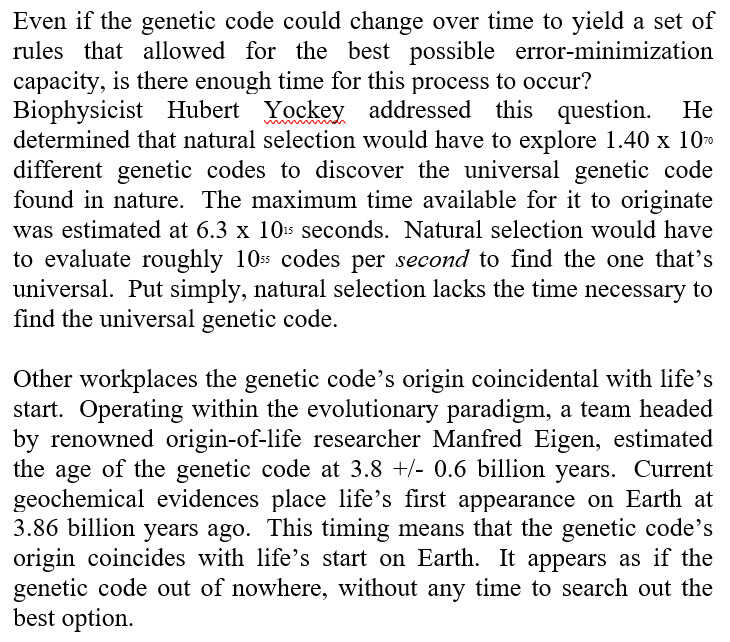 Even if the genetic code could change over time to yield a set of
rules that allowed for the best possible error-minimization
capacity, is there enough time for this process to occur?
Biophysicist Hubert Yockey addressed this question. He
determined that natural selection would have to explore 1.40 x 10⁷⁰
different genetic codes to discover the universal genetic code
found in nature. The maximum time available for it to originate
was estimated at 6.3 x 10¹⁵ seconds. Natural selection would have
to evaluate roughly 10⁵⁵ codes per second to find the one that's
universal. Put simply, natural selection lacks the time necessary to
find the universal genetic code.
Other workplaces the genetic code's origin coincidental with life's
start. Operating within the evolutionary paradigm, a team headed
by renowned origin-of-life researcher Manfred Eigen, estimated
the age of the genetic code at 3.8 +/- 0.6 billion years. Current
geochemical evidences place life's first appearance on Earth at
3.86 billion years ago. This timing means that the genetic code's
origin coincides with life's start on Earth. It appears as if the
genetic code out of nowhere, without any time to search out the
best option.